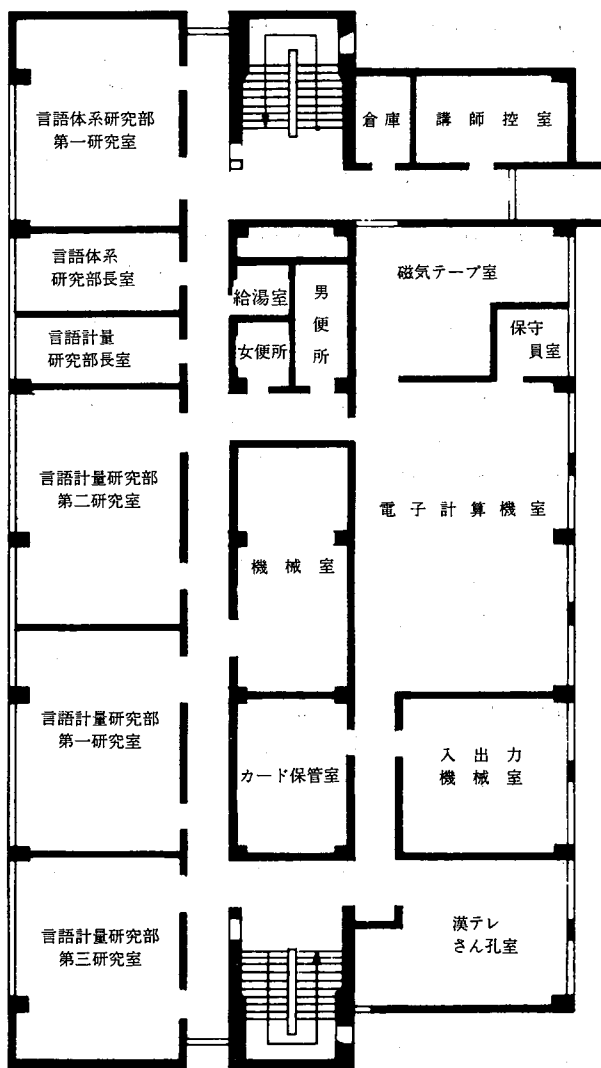 言語体系研究部
第一研究室
倉庫
講師控室
言語体系
研究部長室
給湯室
男便所
磁気テープ室
言語計量
研究部長室
女便所
保守
員室
言語計量研究部
第二研究室
電子計算機室
機械室
言語計量研究部
第一研究室
カード保管室
入出力
機械室
言語計量研究部
第三研究室
漢テレ
さん孔室